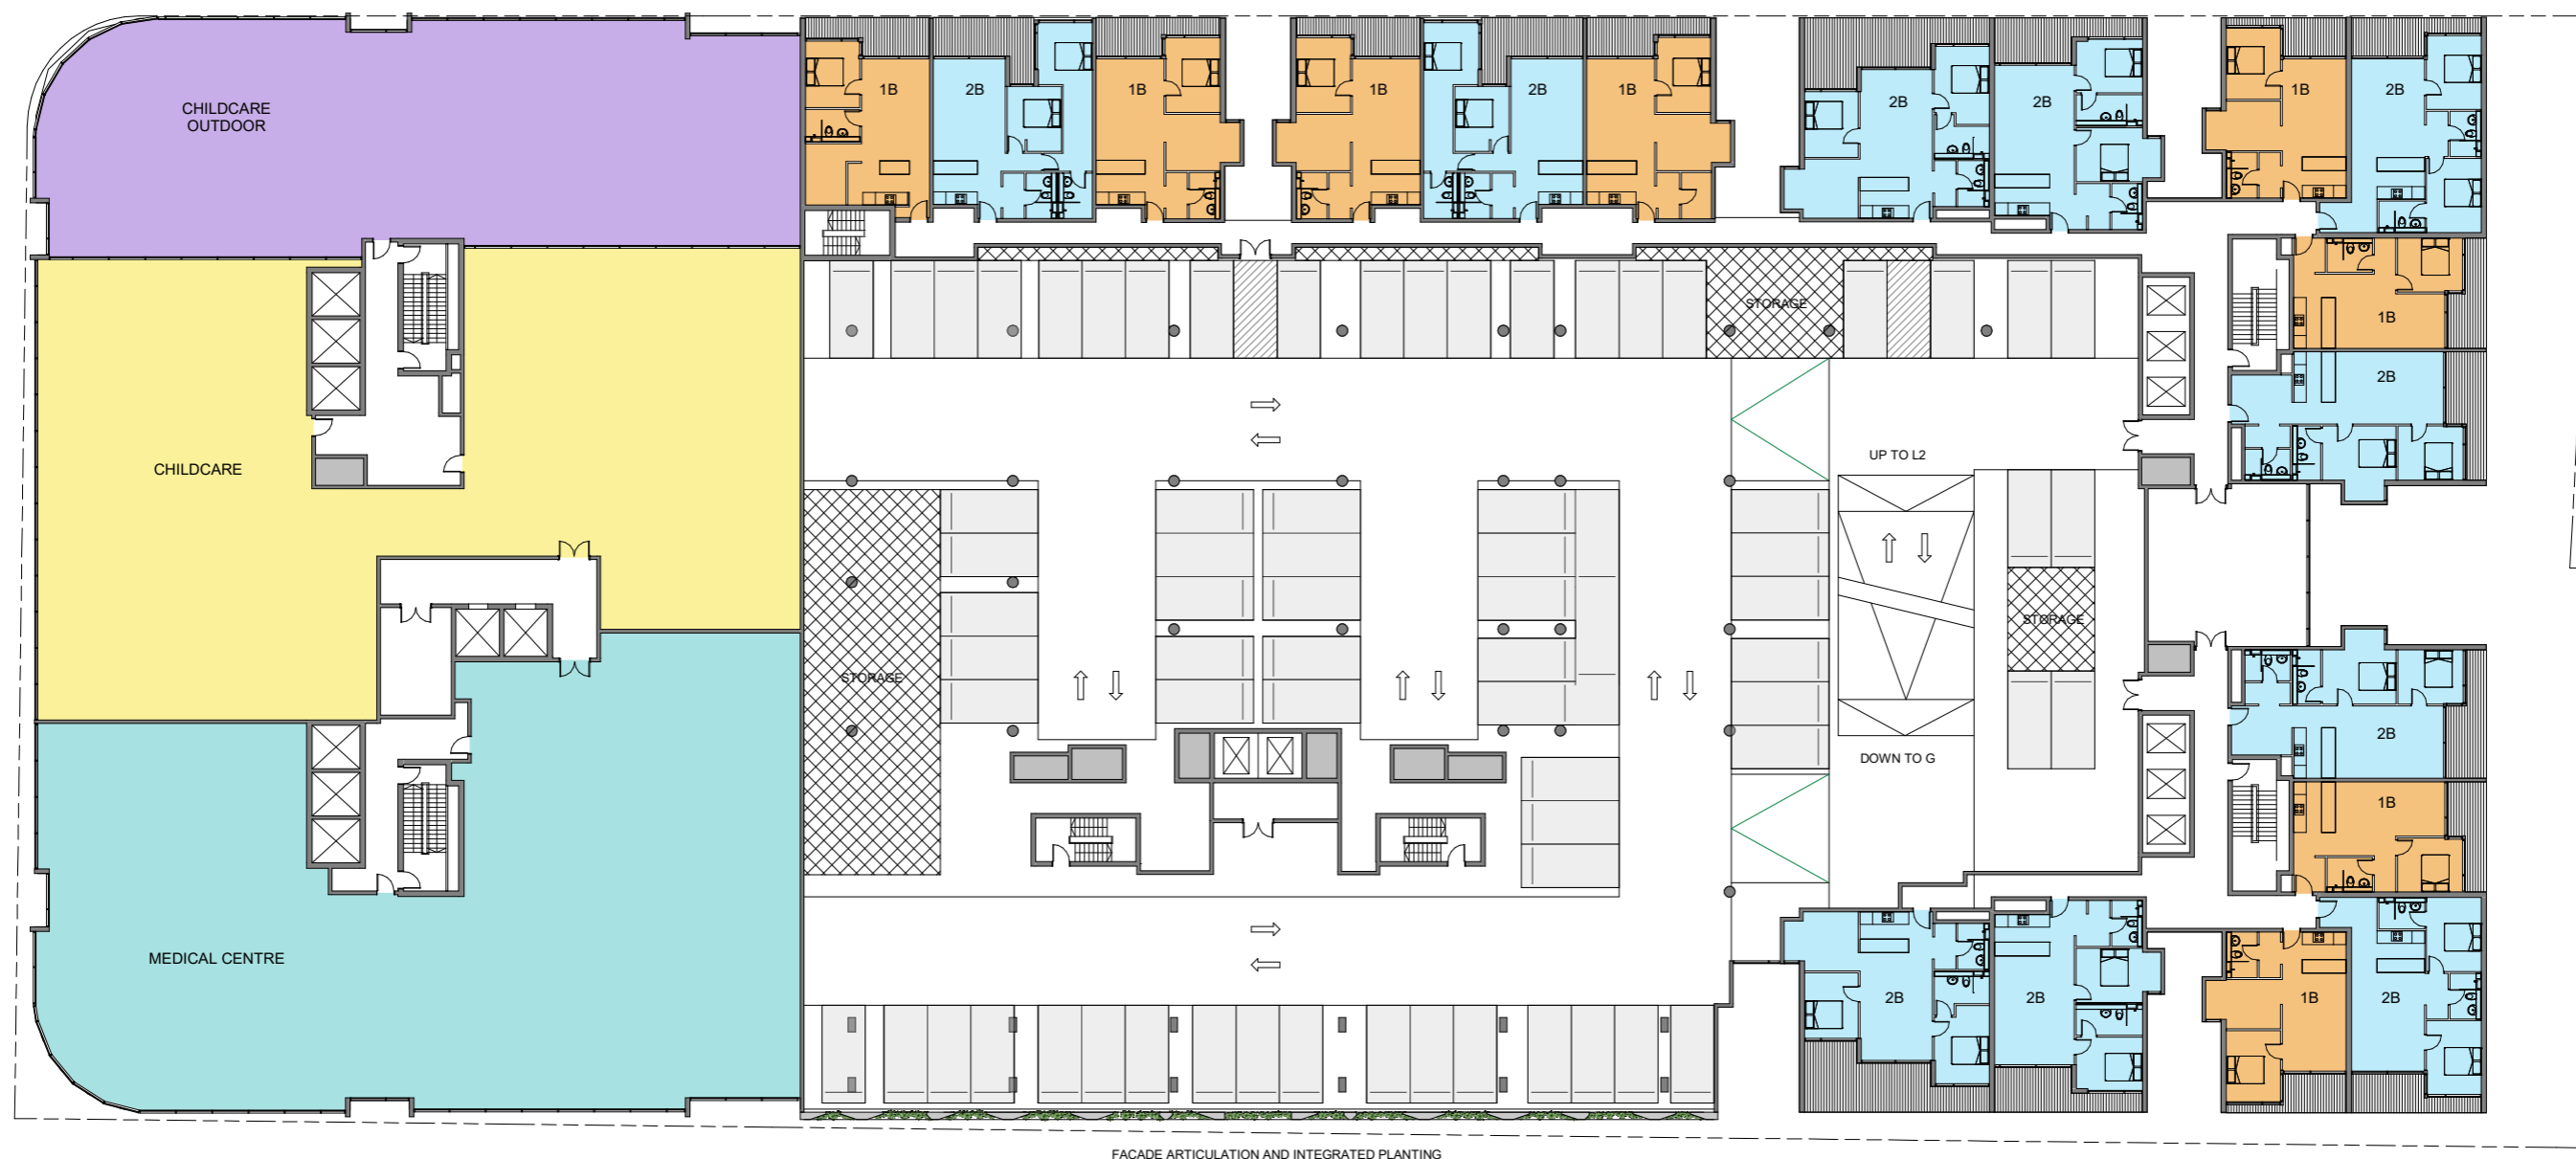 CHILDCARE
OUTDOOR
1B
2B
1B
1B
2B
1B
2B
2B
1B
2B
STORAGE
1B
2B
UP TO L2
CHILDCARE
STORAGE
STORAGE
2B
DOWN TO G
1B
MEDICAL CENTRE
2B
2B
1B
2B
FACADE ARTICULATION AND INTEGRATED PLANTING